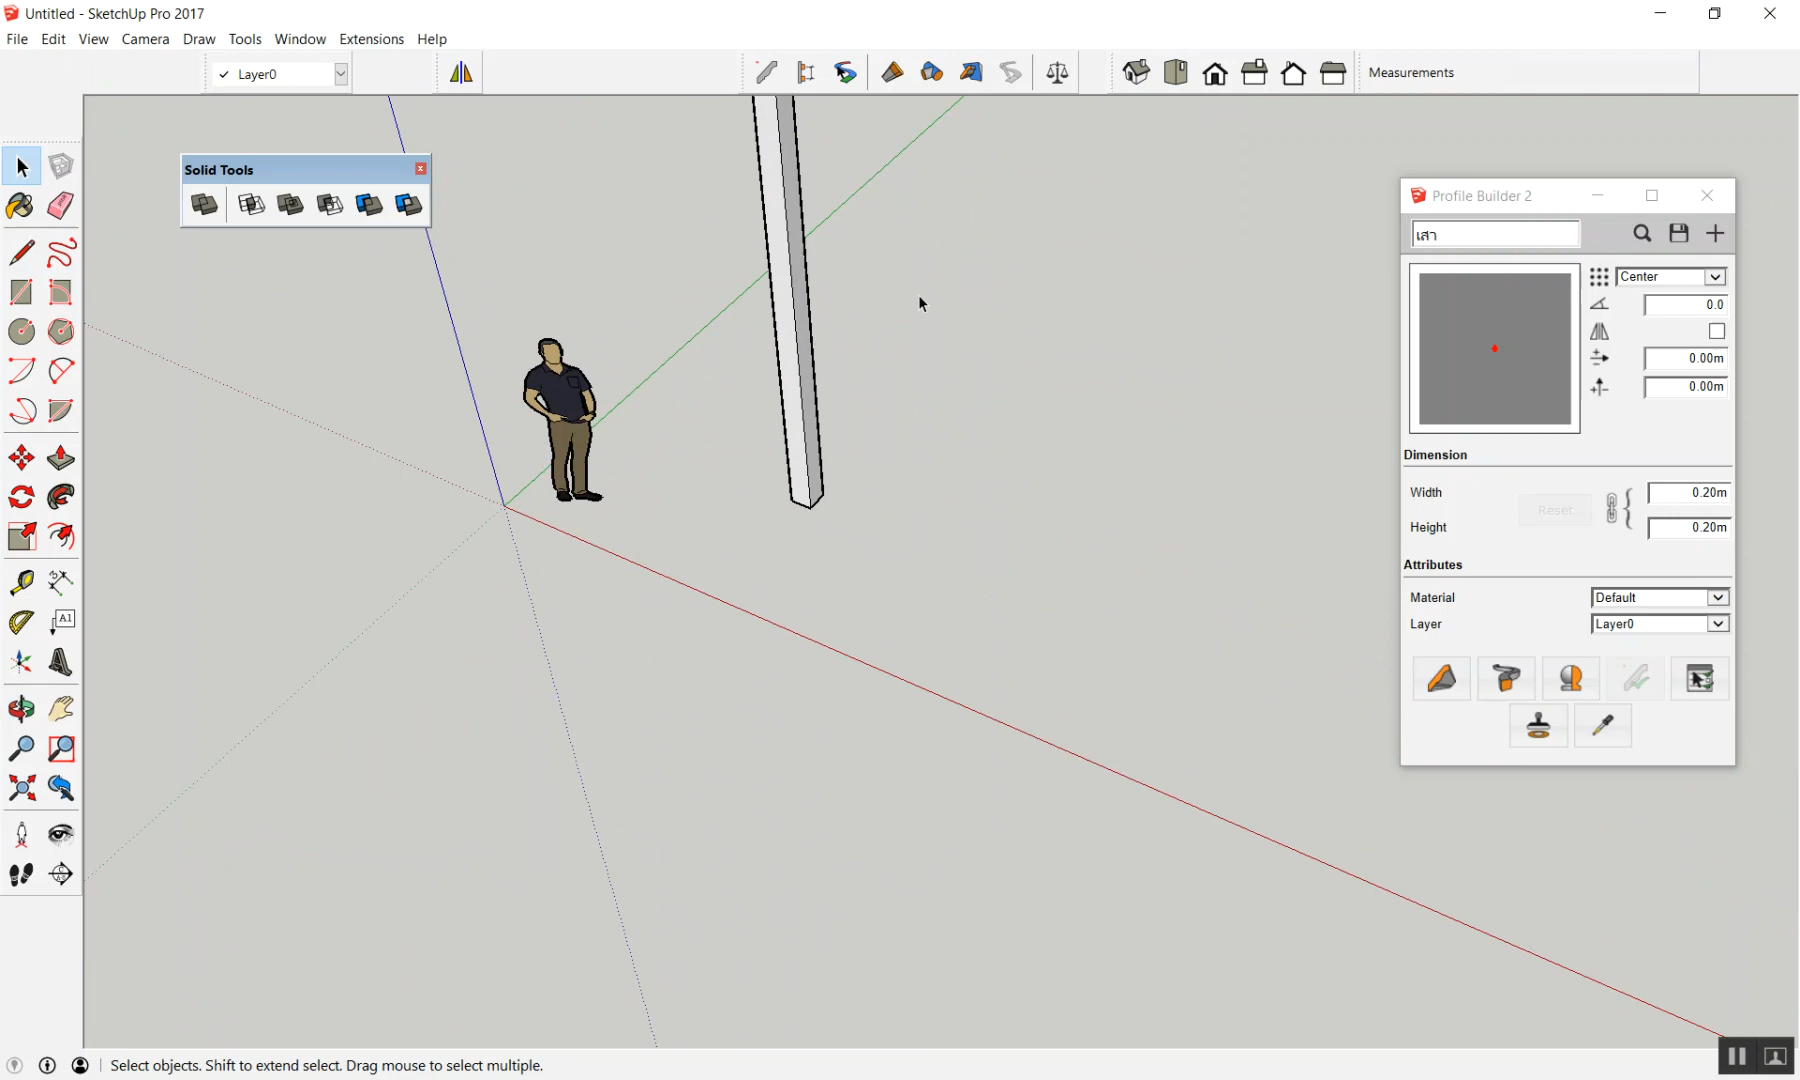 Untitled - SketchUp Pro 2017
File Edit View Camera Draw Tools Window Extensions Help
Layer0
Measurements
Solid Tools
Profile Builder 2
เสา
Center
0.0
0.00m
0.00m
Dimension
Width 0.20m
Reset
Height 0.20m
Attributes
Material Default
Layer Layer0
A1
Select objects. Shift to extend select. Drag mouse to select multiple.